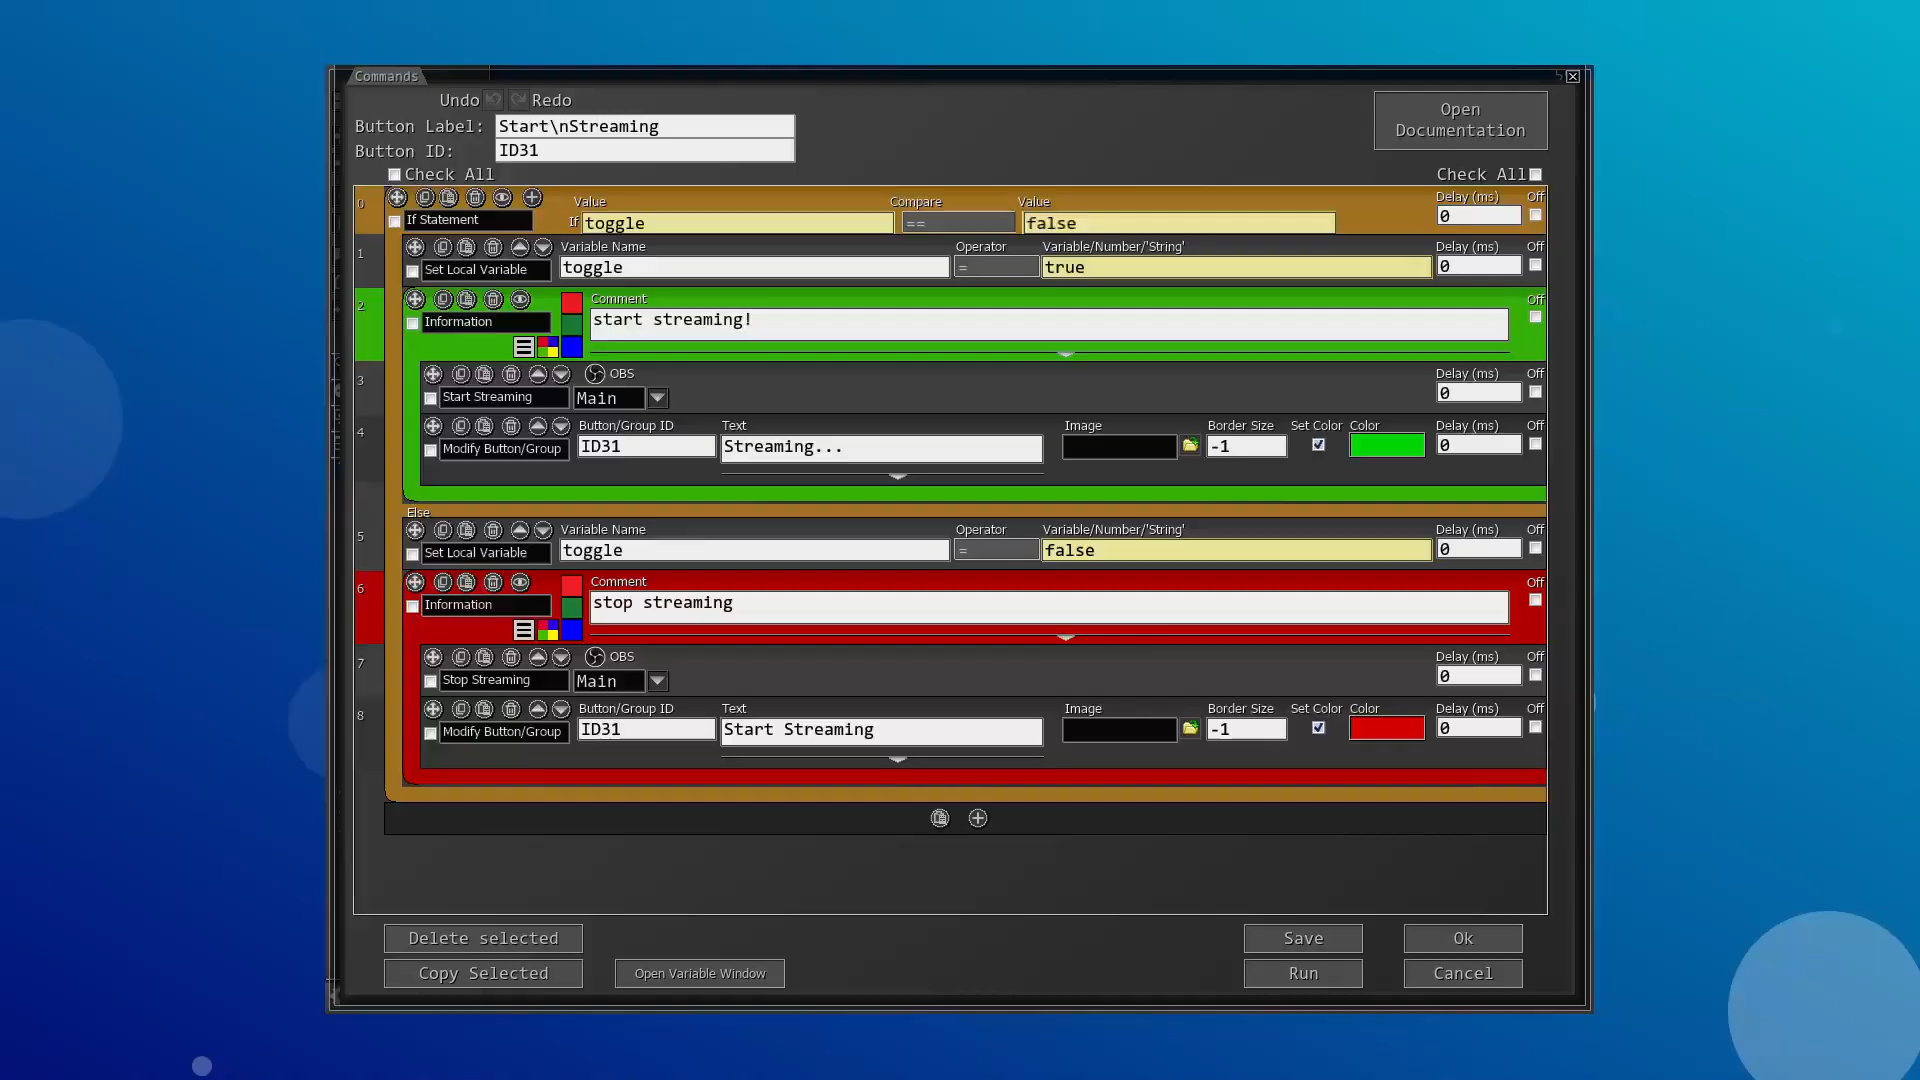 Commands
Undo Redo
Button Label: Start\nStreaming
Button ID: ID31
Open
Documentation
Check All Check All
0 Value Compare Value Delay (ms) Off
If Statement If toggle == false 0
1 Variable Name Operator Variable/Number/'String' Delay (ms) Off
Set Local Variable toggle = true 0
2 Comment Off
Information start streaming!
3 OBS Delay (ms) Off
Start Streaming Main 0
4 Button/Group ID Text Image Border Size Set Color Color Delay (ms) Off
Modify Button/Group ID31 Streaming... -1 0
Else
5 Variable Name Operator Variable/Number/'String' Delay (ms) Off
Set Local Variable toggle = false 0
6 Comment Off
Information stop streaming
7 OBS Delay (ms) Off
Stop Streaming Main 0
8 Button/Group ID Text Image Border Size Set Color Color Delay (ms) Off
Modify Button/Group ID31 Start Streaming -1 0
Delete selected Save Ok
Copy Selected Open Variable Window Run Cancel